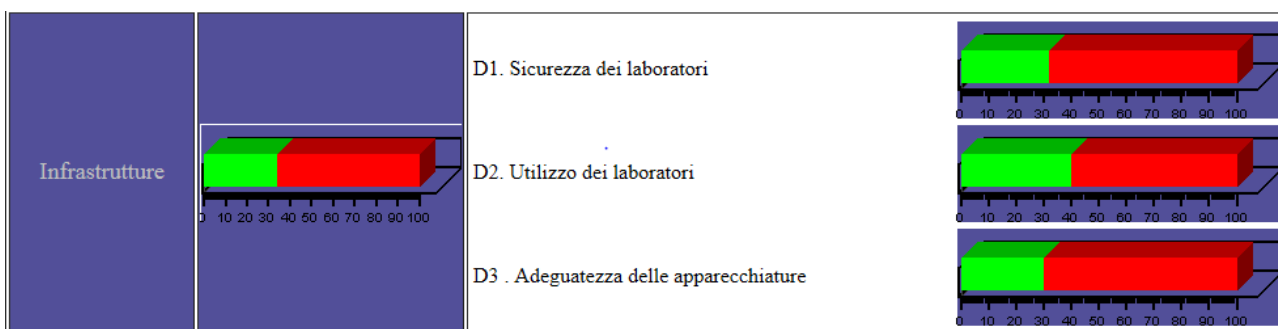 D1. Sicurezza dei laboratori
0 10 20 30 40 50 60 70 80 90 100
Infrastrutture
0 10 20 30 40 50 60 70 80 90 100
D2. Utilizzo dei laboratori
0 10 20 30 40 50 60 70 80 90 100
D3 . Adeguatezza delle apparecchiature
0 10 20 30 40 50 60 70 80 90 100